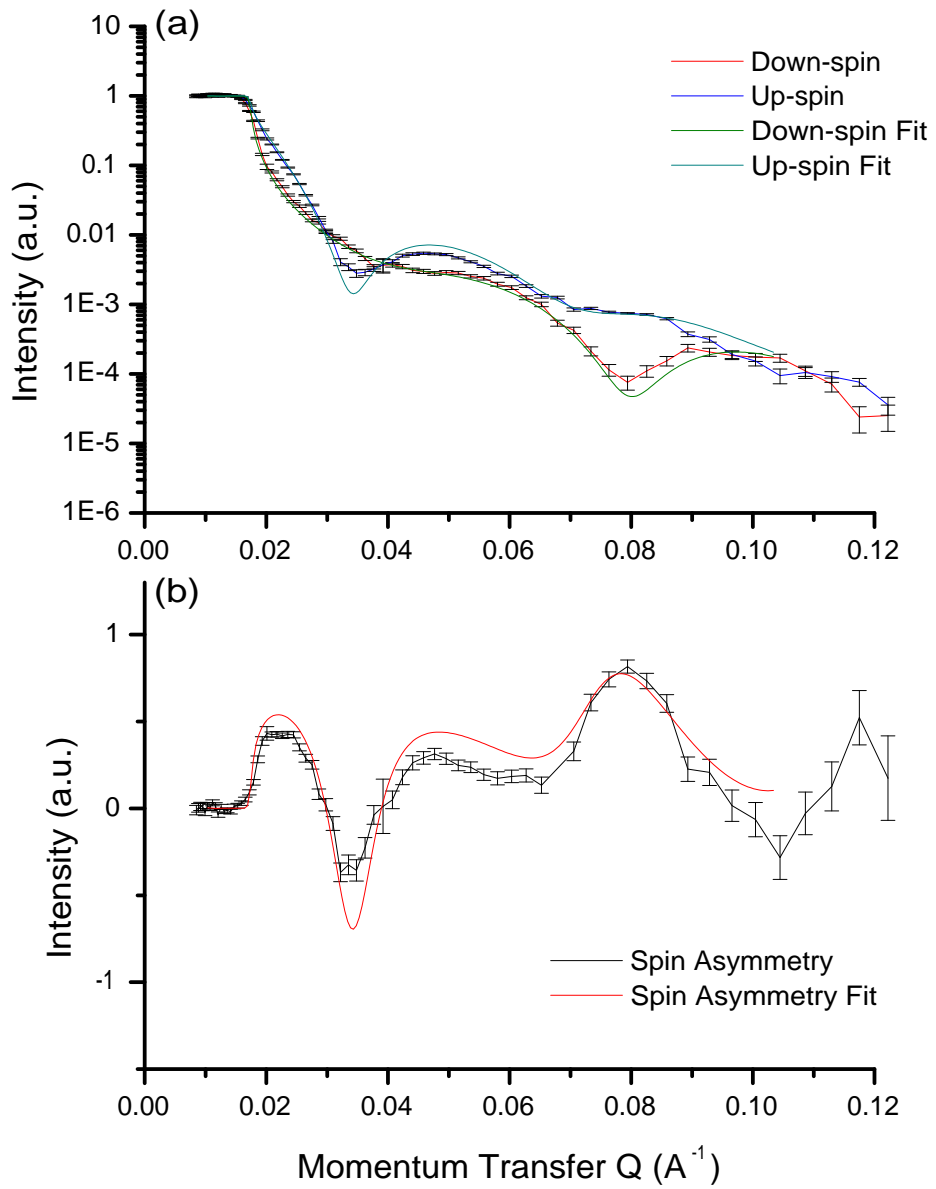 (a)
Down-spin
Up-spin
Down-spin Fit
Up-spin Fit
Intensity (a.u.)
10
1
0.1
0.01
1E-3
1E-4
1E-5
1E-6
0.00 0.02 0.04 0.06 0.08 0.10 0.12
(b)
Intensity (a.u.)
1
0
-1
Spin Asymmetry
Spin Asymmetry Fit
0.00 0.02 0.04 0.06 0.08 0.10 0.12
Momentum Transfer Q (A⁻¹)